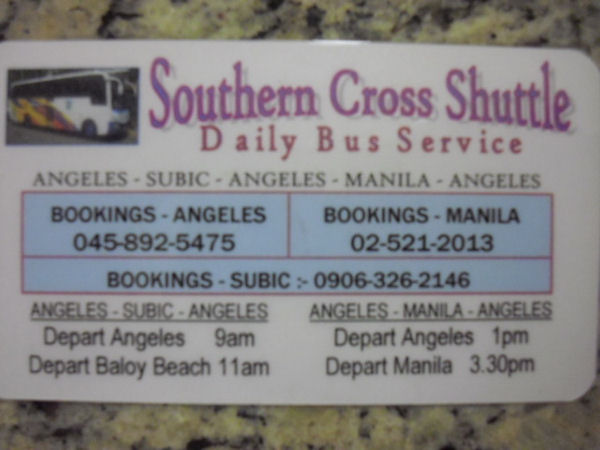 Southern Cross Shuttle
Daily Bus Service
ANGELES - SUBIC - ANGELES - MANILA - ANGELES
BOOKINGS - ANGELES
045-892-5475
BOOKINGS - MANILA
02-521-2013
BOOKINGS - SUBIC :- 0906-326-2146
ANGELES - SUBIC - ANGELES
Depart Angeles 9am
Depart Baloy Beach 11am
ANGELES - MANILA - ANGELES
Depart Angeles 1pm
Depart Manila 3.30pm